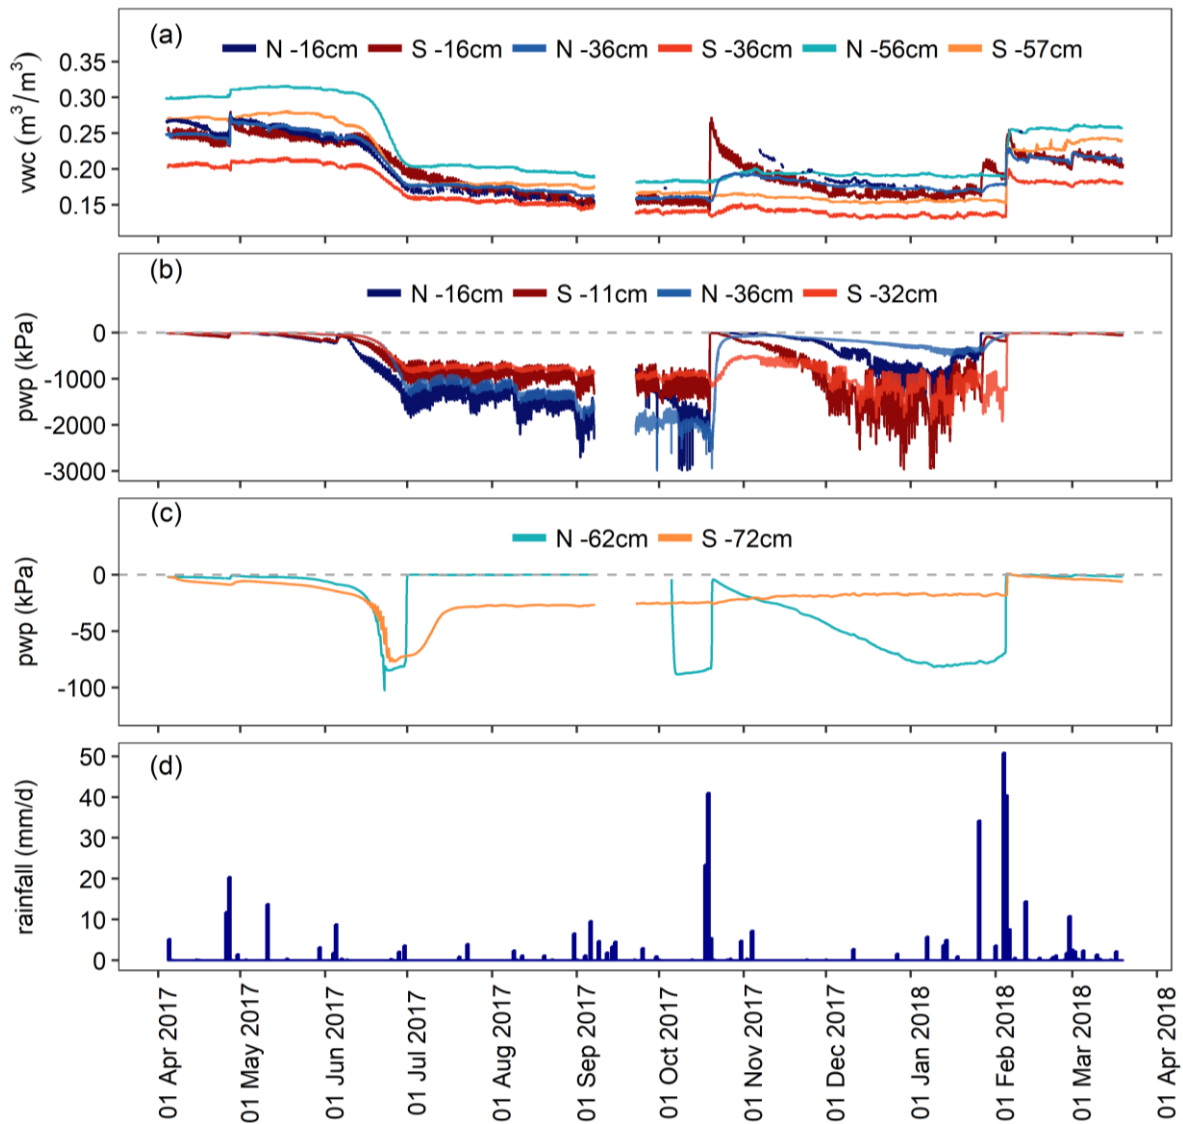 (a)
N -16cm S -16cm N -36cm S -36cm N -56cm S -57cm
vwc (m³/m³)
0.35
0.30
0.25
0.20
0.15
(b)
N -16cm S -11cm N -36cm S -32cm
pwp (kPa)
0
-1000
-2000
-3000
(c)
N -62cm S -72cm
pwp (kPa)
0
-50
-100
(d)
rainfall (mm/d)
50
40
30
20
10
0
01 Apr 2017
01 May 2017
01 Jun 2017
01 Jul 2017
01 Aug 2017
01 Sep 2017
01 Oct 2017
01 Nov 2017
01 Dec 2017
01 Jan 2018
01 Feb 2018
01 Mar 2018
01 Apr 2018